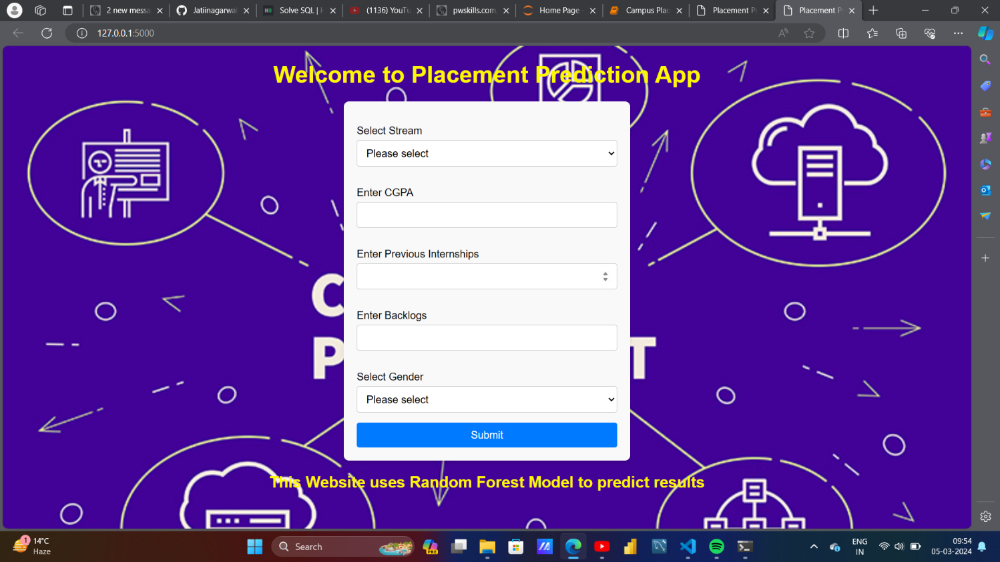 2 new messa
Jatiinagarwa
Solve SQL | H
(1136) YouTu
pwskills.com
Home Page
Campus Plac
Placement P
Placement P
127.0.0.1:5000
Welcome to Placement Prediction App
Select Stream
Please select
Enter CGPA
Enter Previous Internships
C
Enter Backlogs
P T
Select Gender
Please select
Submit
This Website uses Random Forest Model to predict results
1
14°C
Haze
Search
PRE
ENG
IN
09:54
05-03-2024